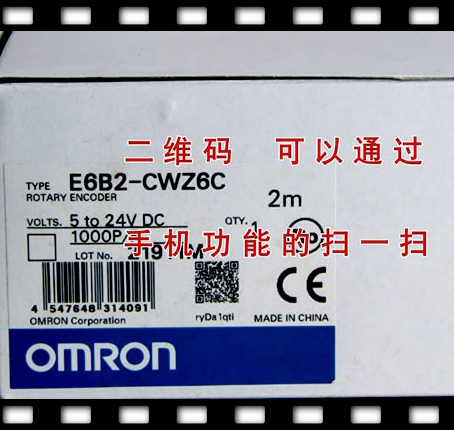 二维码 可以通过
TYPE E6B2-CWZ6C
ROTARY ENCODER
2m
VOLTS. 5 to 24V DC
QTY. 1
1000P
手机功能的扫一扫
LOT No.
4 547648 314091
OMRON Corporation
ryDa1qti
MADE IN CHINA
CE
OMRON